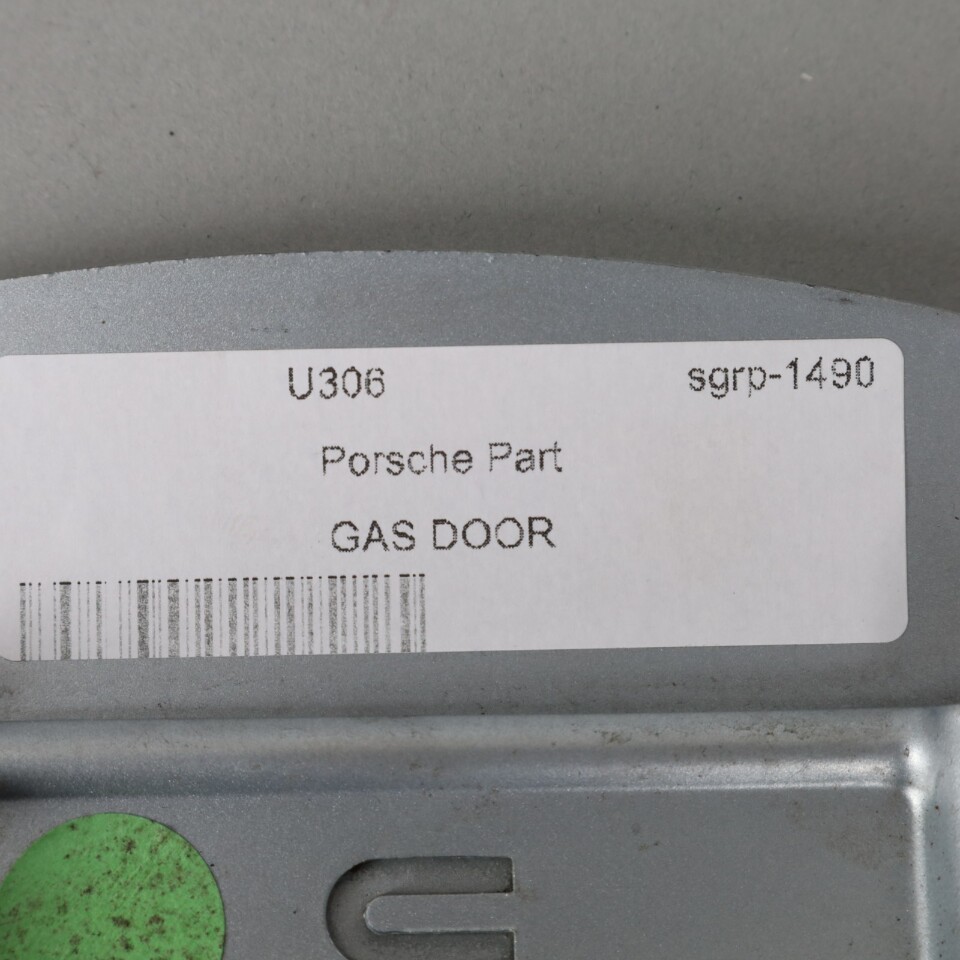 U306 sgrp-1490
Porsche Part
GAS DOOR